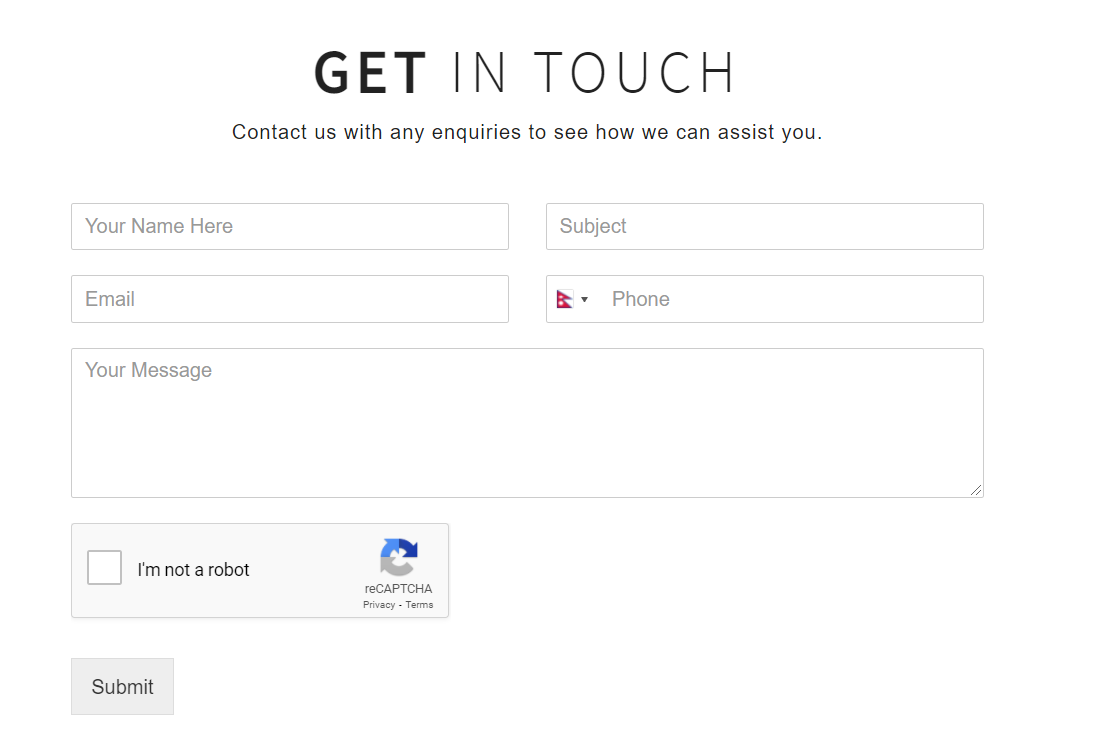 GET IN TOUCH
Contact us with any enquiries to see how we can assist you.
Your Name Here
Subject
Email
Phone
Your Message
I'm not a robot
reCAPTCHA
Privacy - Terms
Submit